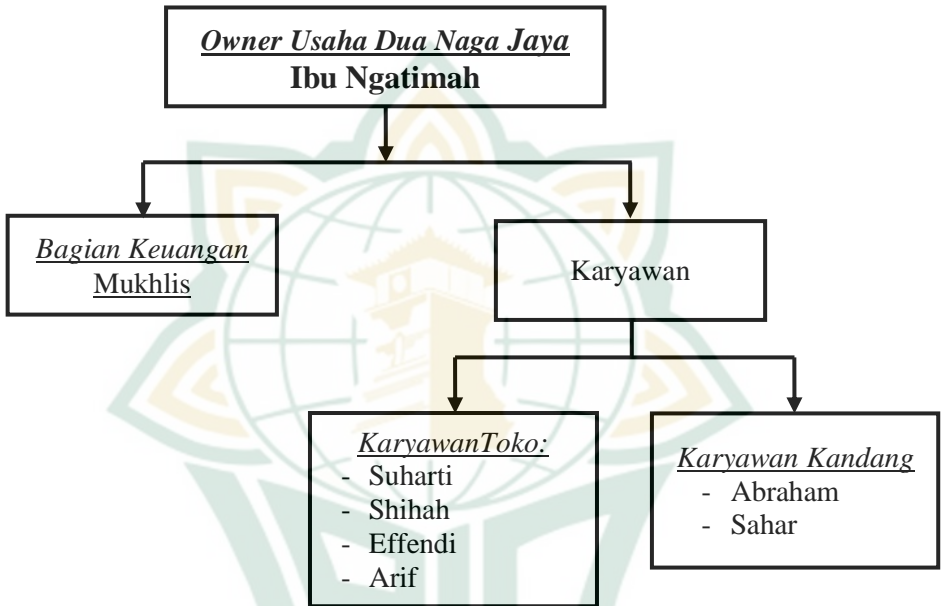 Owner Usaha Dua Naga Jaya
Ibu Ngatimah
Bagian Keuangan
Mukhlis
Karyawan
KaryawanToko:
- Suharti
- Shihah
- Effendi
- Arif
Karyawan Kandang
- Abraham
- Sahar